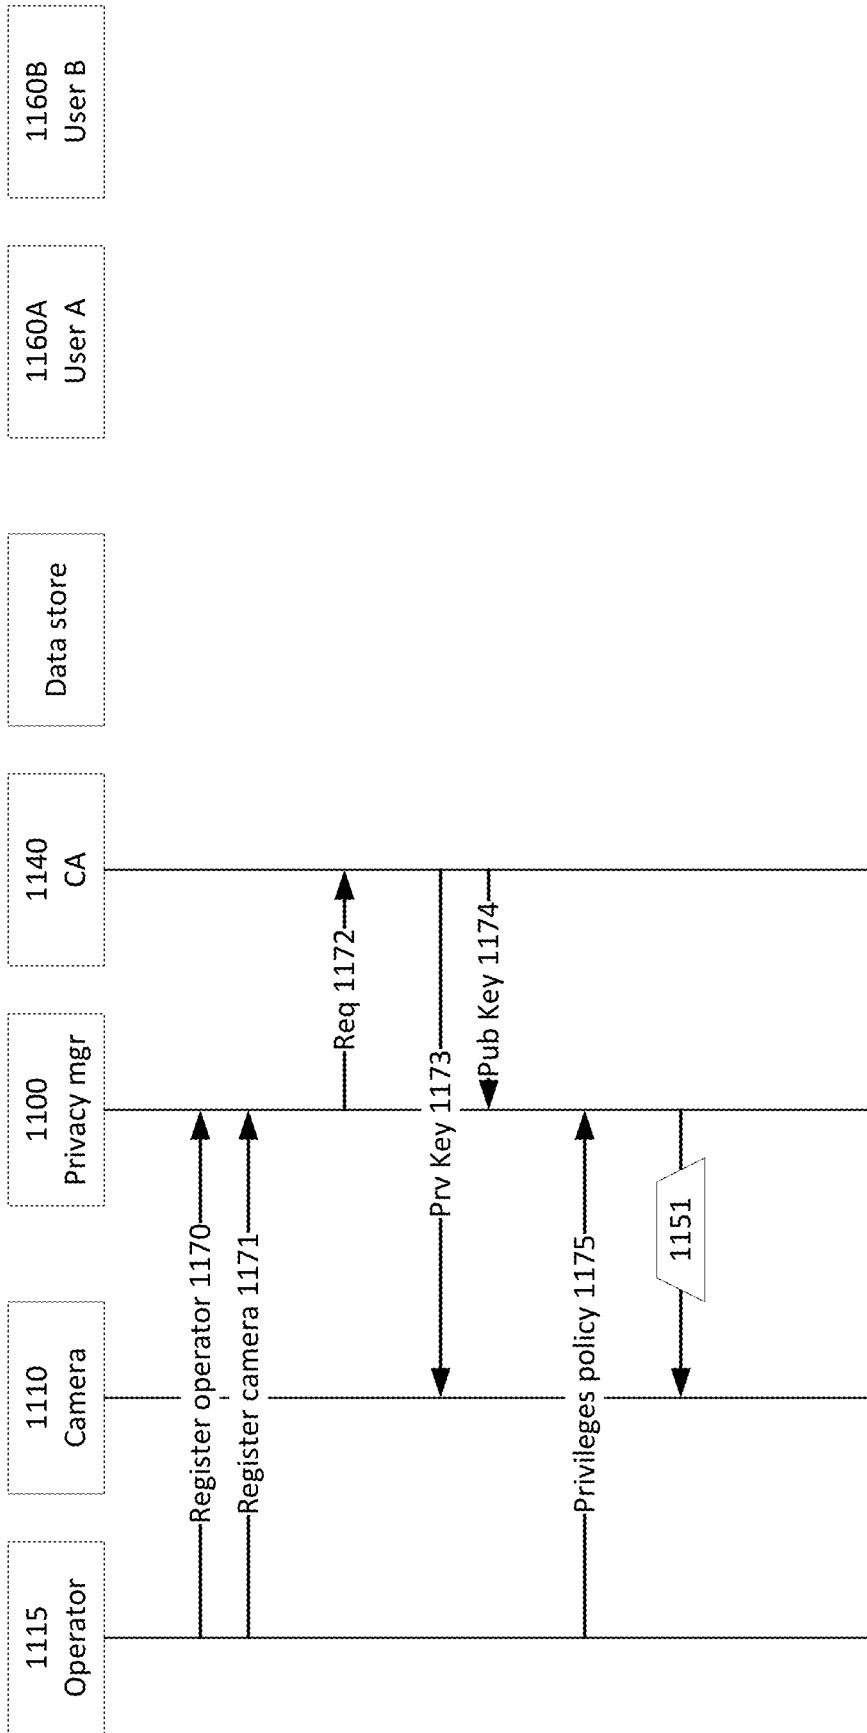 1115
Operator
1110
Camera
1100
Privacy mgr
1140
CA
Data store
1160A
User A
1160B
User B
Register operator 1170
Register camera 1171
Req 1172
Prv Key 1173
Pub Key 1174
Privileges policy 1175
1151